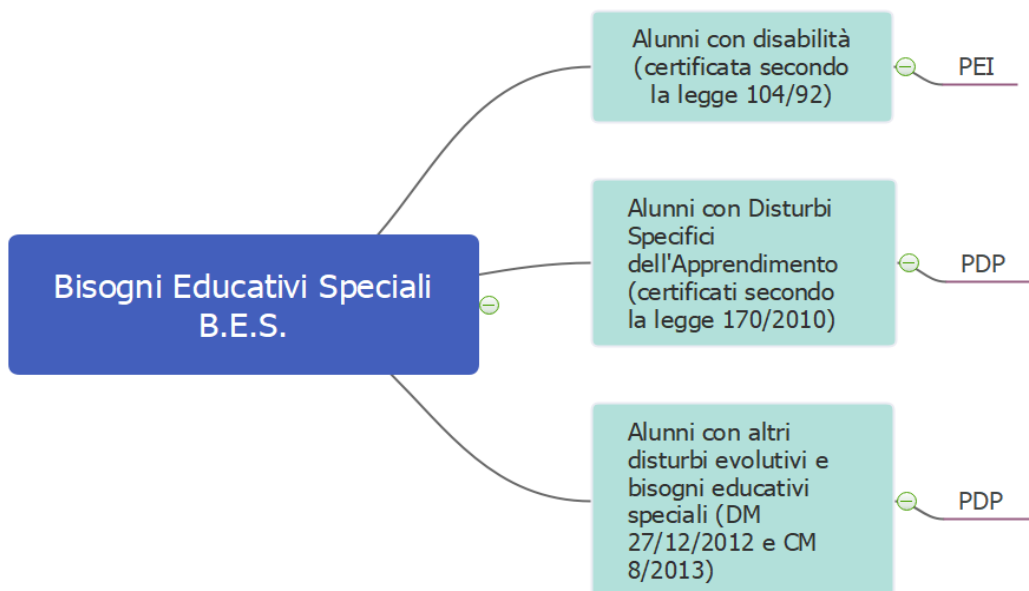 Bisogni Educativi Speciali
B.E.S.
Alunni con disabilità
(certificata secondo
la legge 104/92)
PEI
Alunni con Disturbi
Specifici
dell'Apprendimento
(certificati secondo
la legge 170/2010)
PDP
Alunni con altri
disturbi evolutivi e
bisogni educativi
speciali (DM
27/12/2012 e CM
8/2013)
PDP